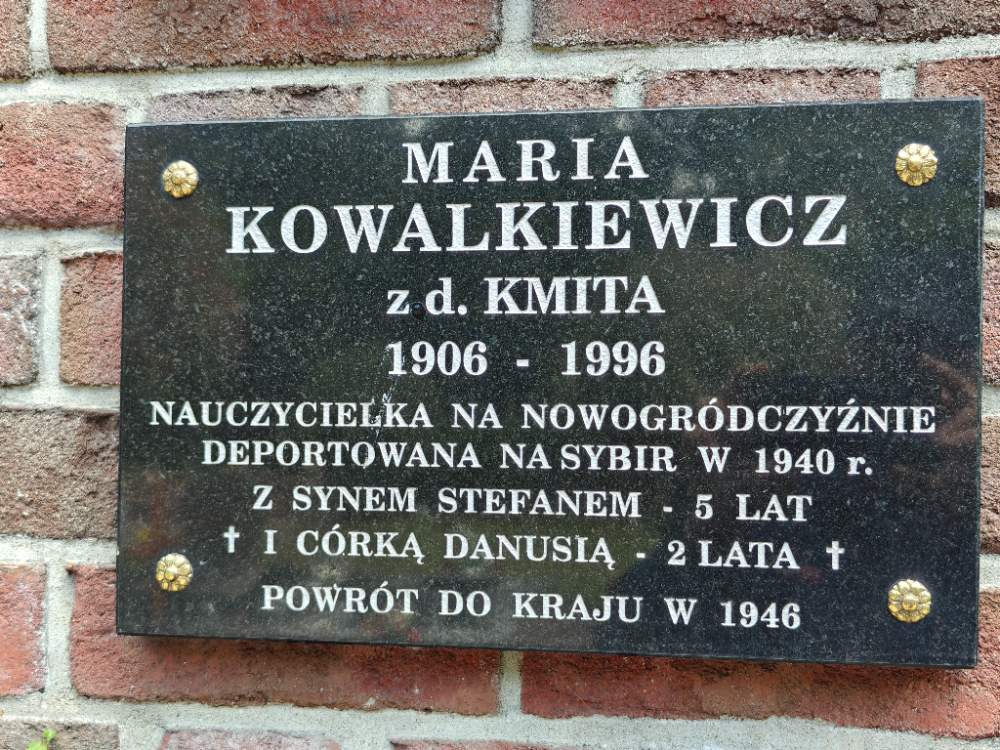 MARIA
KOWALKIEWICZ
z d. KMITA
1906 - 1996
NAUCZYCIELKA NA NOWOGRÓDCZYŹNIE
DEPORTOWANA NA SYBIR W 1940 r.
Z SYNEM STEFANEM - 5 LAT
✝ I CÓRKĄ DANUSIĄ - 2 LATA ✝
POWRÓT DO KRAJU W 1946